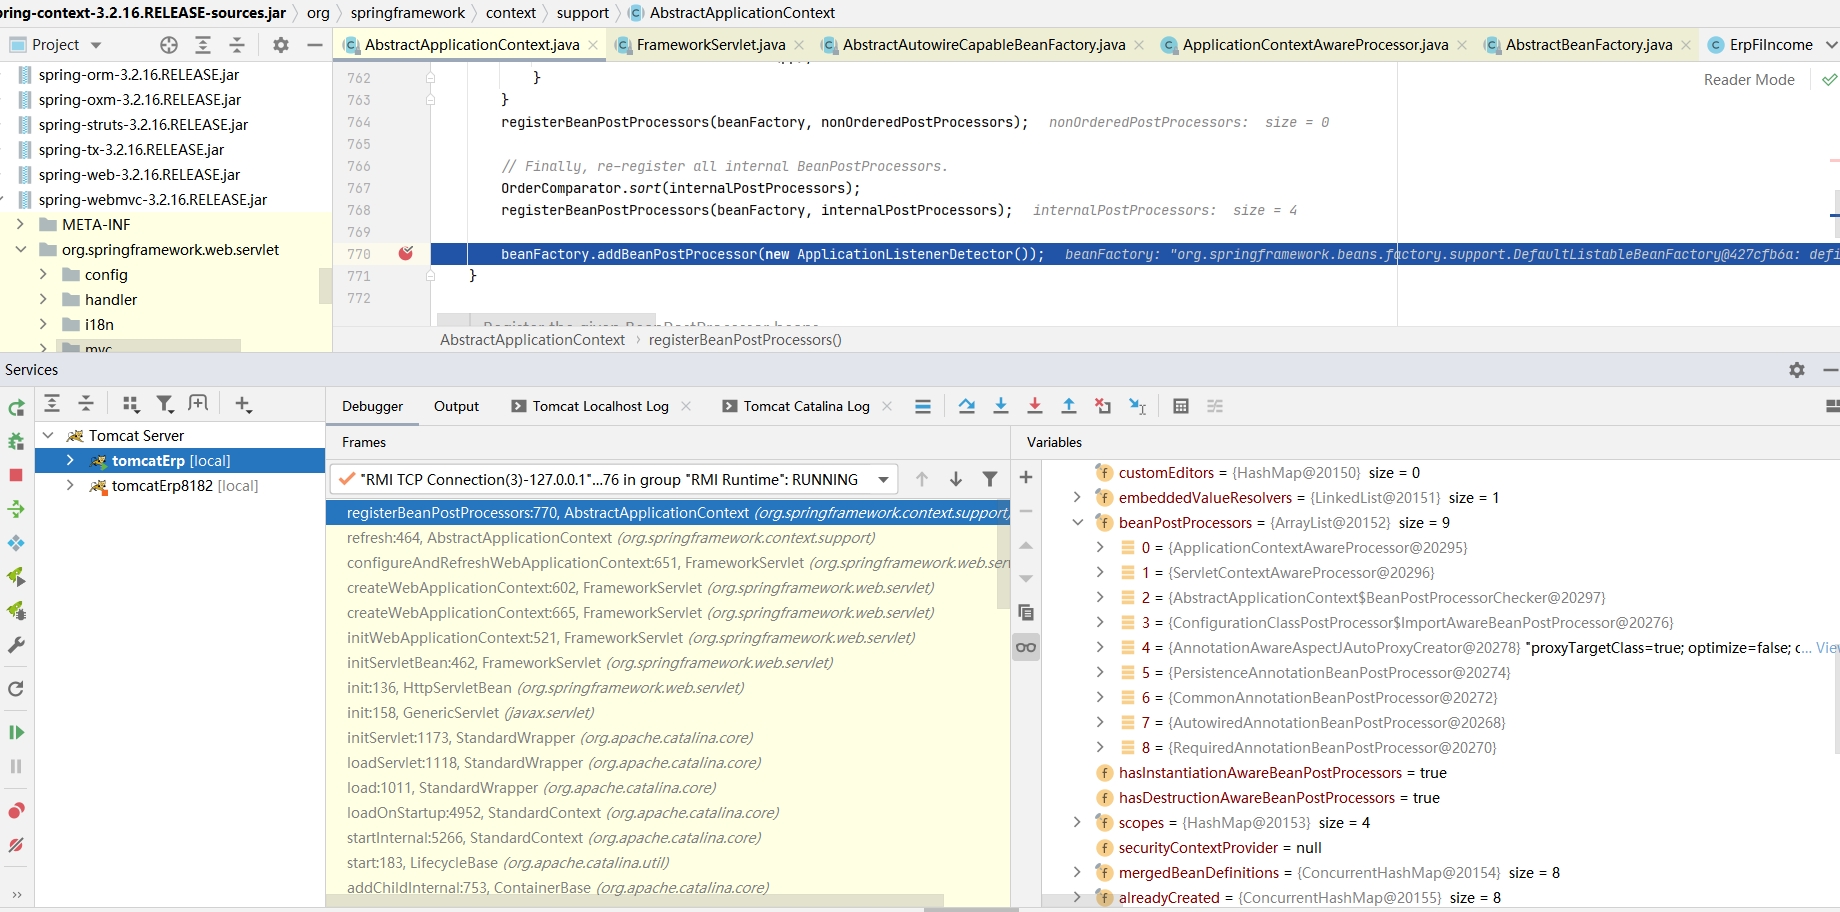 pring-context-3.2.16.RELEASE-sources.jar org springframework context support AbstractApplicationContext
Project AbstractApplicationContext.java FrameworkServlet.java AbstractAutowireCapableBeanFactory.java ApplicationContextAwareProcessor.java AbstractBeanFactory.java ErpFiIncome
spring-orm-3.2.16.RELEASE.jar
spring-oxm-3.2.16.RELEASE.jar
spring-struts-3.2.16.RELEASE.jar
spring-tx-3.2.16.RELEASE.jar
spring-web-3.2.16.RELEASE.jar
spring-webmvc-3.2.16.RELEASE.jar
META-INF
org.springframework.web.servlet
config
handler
i18n
mvc
Reader Mode
762 }
763 }
764 registerBeanPostProcessors(beanFactory, nonOrderedPostProcessors); nonOrderedPostProcessors: size = 0
765
766 // Finally, re-register all internal BeanPostProcessors.
767 OrderComparator.sort(internalPostProcessors);
768 registerBeanPostProcessors(beanFactory, internalPostProcessors); internalPostProcessors: size = 4
769
770 beanFactory.addBeanPostProcessor(new ApplicationListenerDetector()); beanFactory: "org.springframework.beans.factory.support.DefaultListableBeanFactory@427cfb6a: defi
771 }
772
Register the given BeanPostProcessor beans.
AbstractApplicationContext registerBeanPostProcessors()
Services
Debugger Output Tomcat Localhost Log Tomcat Catalina Log
Tomcat Server
tomcatErp [local]
tomcatErp8182 [local]
Frames
"RMI TCP Connection(3)-127.0.0.1"...76 in group "RMI Runtime": RUNNING
registerBeanPostProcessors:770, AbstractApplicationContext (org.springframework.context.support)
refresh:464, AbstractApplicationContext (org.springframework.context.support)
configureAndRefreshWebApplicationContext:651, FrameworkServlet (org.springframework.web.ser
createWebApplicationContext:602, FrameworkServlet (org.springframework.web.servlet)
createWebApplicationContext:665, FrameworkServlet (org.springframework.web.servlet)
initWebApplicationContext:521, FrameworkServlet (org.springframework.web.servlet)
initServletBean:462, FrameworkServlet (org.springframework.web.servlet)
init:136, HttpServletBean (org.springframework.web.servlet)
init:158, GenericServlet (javax.servlet)
initServlet:1173, StandardWrapper (org.apache.catalina.core)
loadServlet:1118, StandardWrapper (org.apache.catalina.core)
load:1011, StandardWrapper (org.apache.catalina.core)
loadOnStartup:4952, StandardContext (org.apache.catalina.core)
startInternal:5266, StandardContext (org.apache.catalina.core)
start:183, LifecycleBase (org.apache.catalina.util)
addChildInternal:753, ContainerBase (org.apache.catalina.core)
Variables
customEditors = {HashMap@20150} size = 0
embeddedValueResolvers = {LinkedList@20151} size = 1
beanPostProcessors = {ArrayList@20152} size = 9
0 = {ApplicationContextAwareProcessor@20295}
1 = {ServletContextAwareProcessor@20296}
2 = {AbstractApplicationContext$BeanPostProcessorChecker@20297}
3 = {ConfigurationClassPostProcessor$ImportAwareBeanPostProcessor@20276}
4 = {AnnotationAwareAspectJAutoProxyCreator@20278} "proxyTargetClass=true; optimize=false; c... View
5 = {PersistenceAnnotationBeanPostProcessor@20274}
6 = {CommonAnnotationBeanPostProcessor@20272}
7 = {AutowiredAnnotationBeanPostProcessor@20268}
8 = {RequiredAnnotationBeanPostProcessor@20270}
hasInstantiationAwareBeanPostProcessors = true
hasDestructionAwareBeanPostProcessors = true
scopes = {HashMap@20153} size = 4
securityContextProvider = null
mergedBeanDefinitions = {ConcurrentHashMap@20154} size = 8
alreadyCreated = {ConcurrentHashMap@20155} size = 8